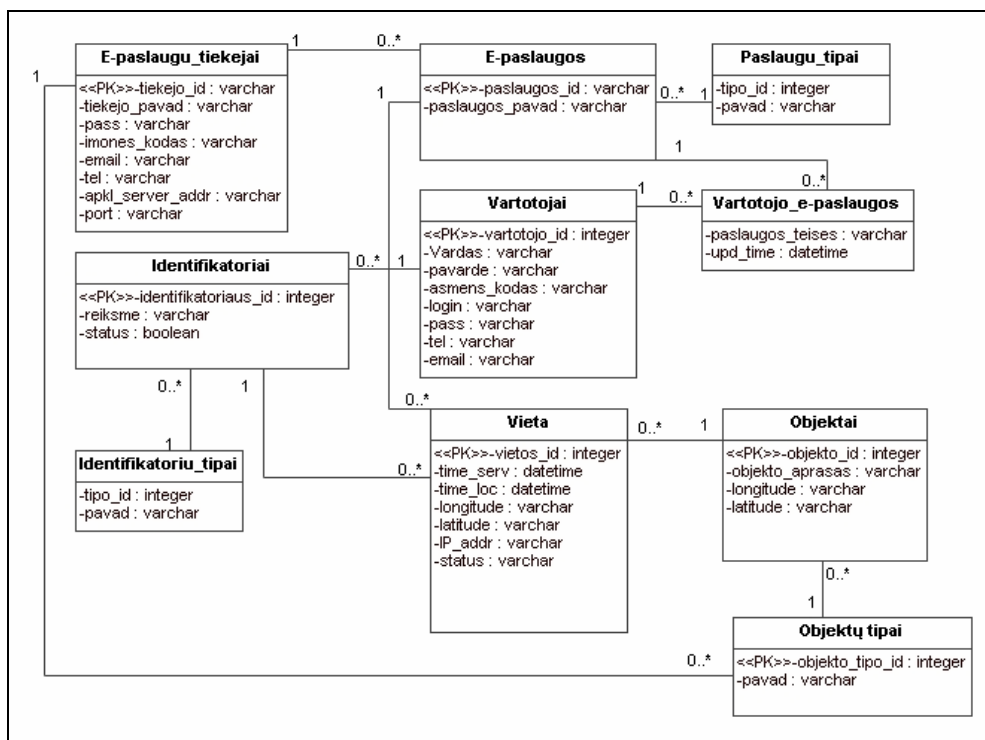 E-paslaugu_tiekejai
<<PK>>-tiekejo_id : varchar
-tiekejo_pavad : varchar
-pass : varchar
-imones_kodas : varchar
-email : varchar
-tel : varchar
-apkl_server_addr : varchar
-port : varchar
1
0..*
E-paslaugos
<<PK>>-paslaugos_id : varchar
-paslaugos_pavad : varchar
0..*
1
Paslaugu_tipai
-tipo_id : integer
-pavad : varchar
1
1
1
0..*
Vartotojai
<<PK>>-vartotojo_id : integer
-Vardas : varchar
-pavarde : varchar
-asmens_kodas : varchar
-login : varchar
-pass : varchar
-tel : varchar
-email : varchar
1
0..*
Vartotojo_e-paslaugos
-paslaugos_teises : varchar
-upd_time : datetime
Identifikatoriai
<<PK>>-identifikatoriaus_id : integer
-reiksme : varchar
-status : boolean
0..*
1
0..*
1
1
0..*
0..*
Identifikatoriu_tipai
-tipo_id : integer
-pavad : varchar
Vieta
<<PK>>-vietos_id : integer
-time_serv : datetime
-time_loc : datetime
-longitude : varchar
-latitude : varchar
-IP_addr : varchar
-status : varchar
0..*
1
Objektai
<<PK>>-objekto_id : integer
-objekto_aprasas : varchar
-longitude : varchar
-latitude : varchar
0..*
1
0..*
Objektų tipai
<<PK>>-objekto_tipo_id : integer
-pavad : varchar